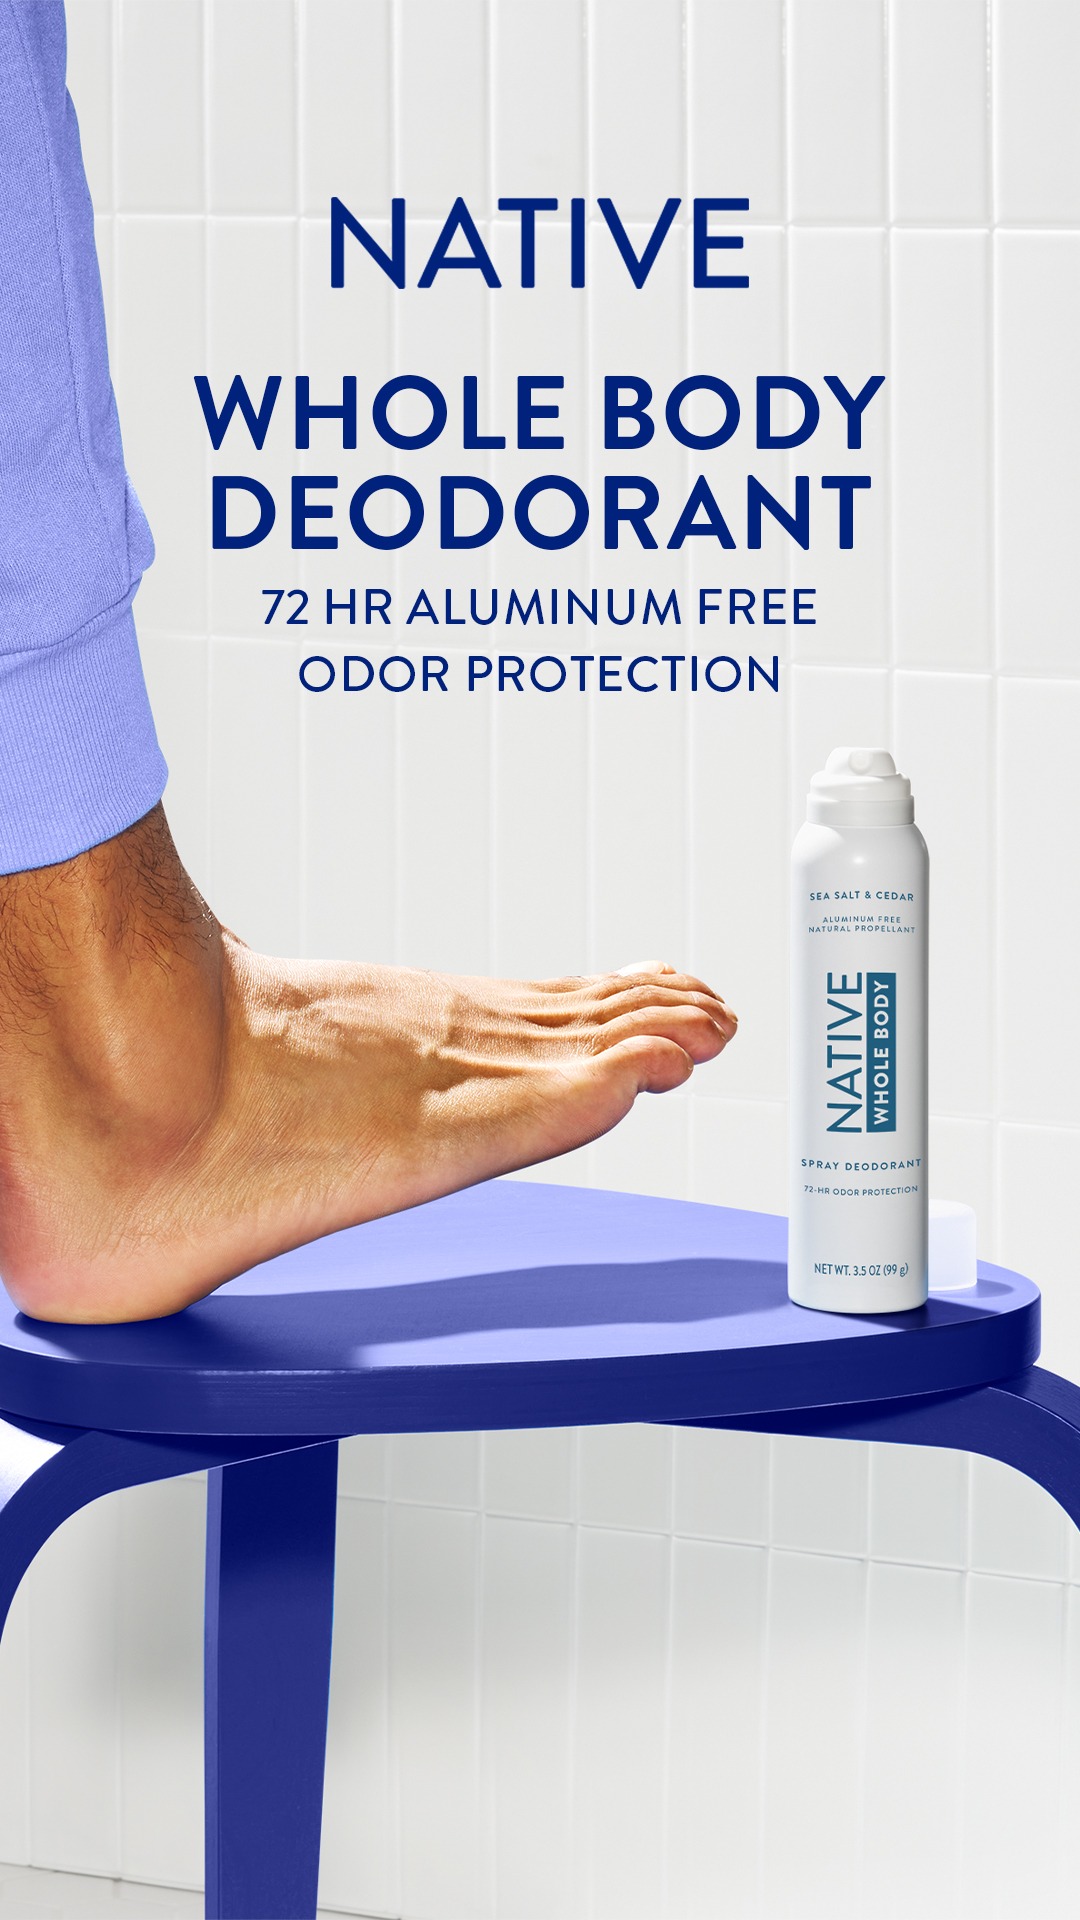 NATIVE
WHOLE BODY
DEODORANT
72 HR ALUMINUM FREE
ODOR PROTECTION
SEA SALT & CEDAR
ALUMINUM FREE
NATURAL PROPELLANT
NATIVE
WHOLE BODY
SPRAY DEODORANT
72-HR ODOR PROTECTION
NET WT. 3.5 OZ (99 g)